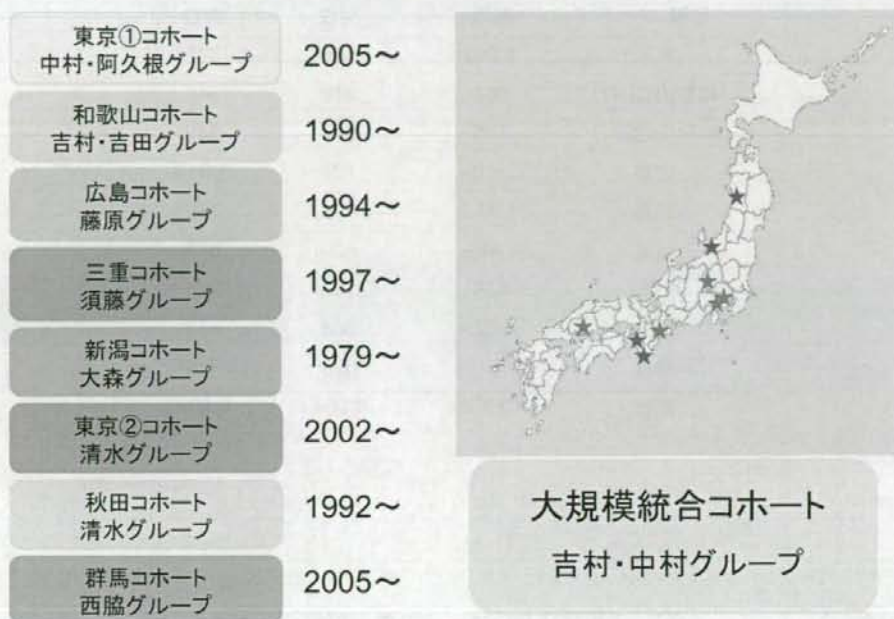 東京①コホート
中村・阿久根グループ
2005～
和歌山コホート
吉村・吉田グループ
1990～
広島コホート
藤原グループ
1994～
三重コホート
須藤グループ
1997～
新潟コホート
大森グループ
1979～
東京②コホート
清水グループ
2002～
秋田コホート
清水グループ
1992～
群馬コホート
西脇グループ
2005～
大規模統合コホート
吉村・中村グループ